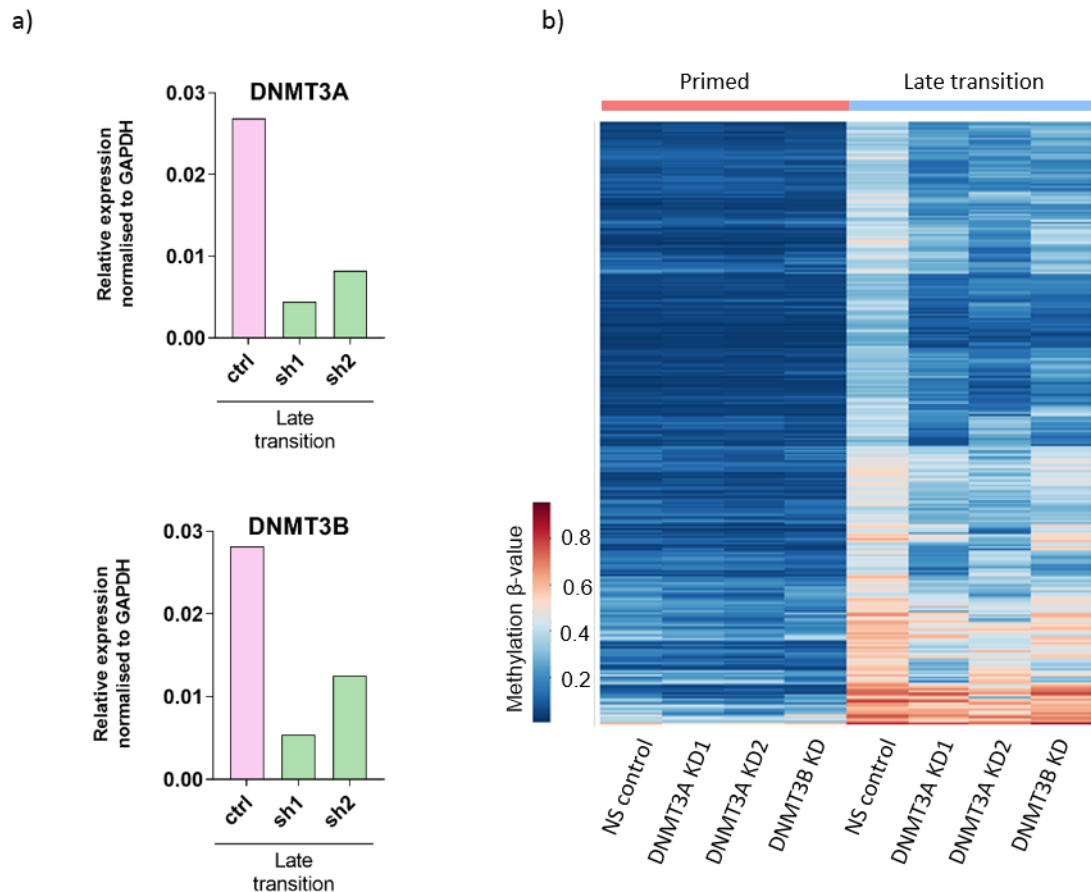 a)
DNMT3A
Relative expression
normalised to GAPDH
0.03
0.02
0.01
0.00
ctrl
sh1
sh2
Late
transition
DNMT3B
Relative expression
normalised to GAPDH
0.03
0.02
0.01
0.00
ctrl
sh1
sh2
Late
transition
b)
Primed
Late transition
Methylation β-value
0.8
0.6
0.4
0.2
NS control
DNMT3A KD1
DNMT3A KD2
DNMT3B KD
NS control
DNMT3A KD1
DNMT3A KD2
DNMT3B KD